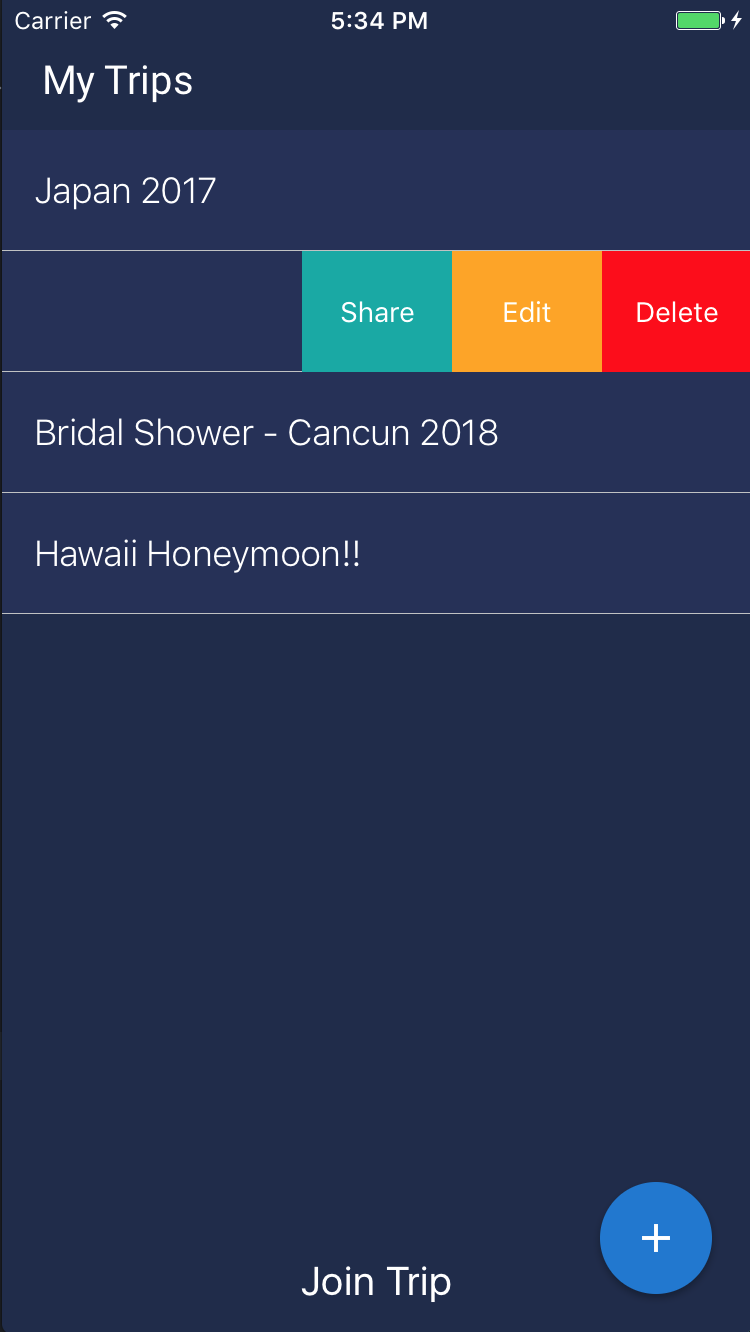 Carrier 5:34 PM
My Trips
Japan 2017
Share Edit Delete
Bridal Shower - Cancun 2018
Hawaii Honeymoon!!
+
Join Trip